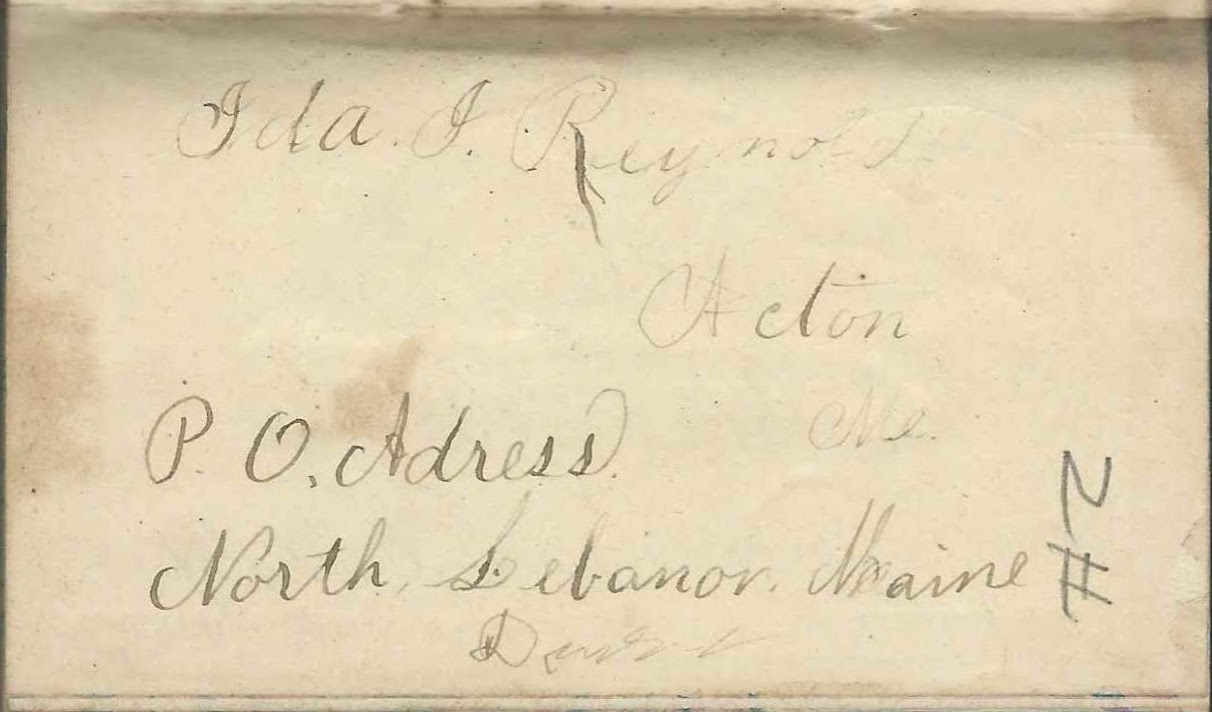 Ida. I. Reynolds
Acton
Me.
P. O. Adress
North, Lebanon. Maine
#2